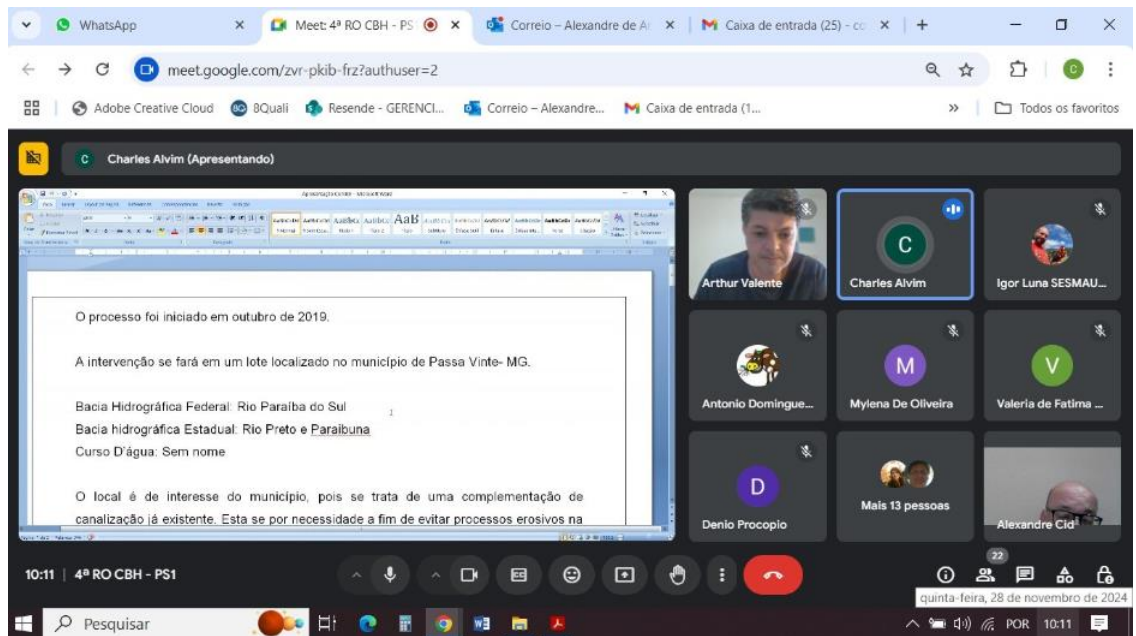 WhatsApp
Meet: 4ª RO CBH - PS
Correio – Alexandre de A
Caixa de entrada (25) - co
meet.google.com/zvr-pkib-frz?authuser=2
Adobe Creative Cloud
8Quali
Resende - GERENCI...
Correio – Alexandre...
Caixa de entrada (1...
Todos os favoritos
C Charles Alvim (Apresentando)
O processo foi iniciado em outubro de 2019.
A intervenção se fará em um lote localizado no município de Passa Vinte- MG.
Bacia Hidrográfica Federal: Rio Paraíba do Sul
Bacia hidrográfica Estadual: Rio Preto e Paraibuna
Curso D'água: Sem nome
O local é de interesse do município, pois se trata de uma complementação de
canalização já existente. Esta se por necessidade a fim de evitar processos erosivos na
Arthur Valente
C
Charles Alvim
Igor Luna SESMAU...
Antonio Domingue...
M
Mylena De Oliveira
V
Valeria de Fatima ...
D
Denio Procopio
Mais 13 pessoas
Alexandre Cid
10:11 | 4ª RO CBH - PS1
22
quinta-feira, 28 de novembro de 2024
Pesquisar
POR 10:11